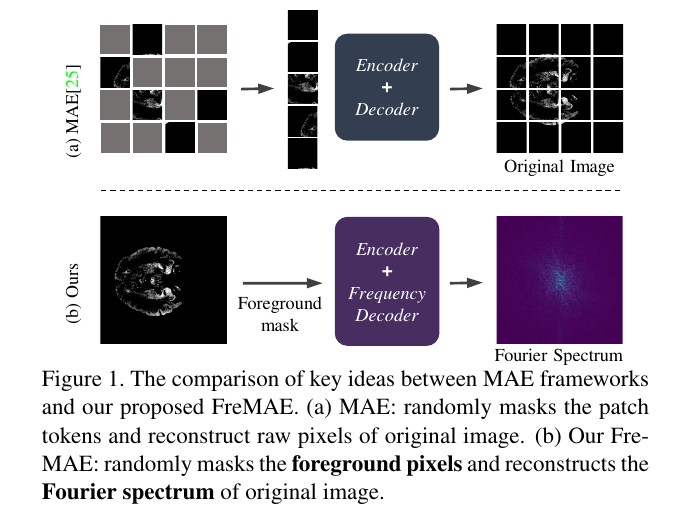 (a) MAE[25]
Encoder
+
Decoder
Original Image
(b) Ours
Foreground
mask
Encoder
+
Frequency
Decoder
Fourier Spectrum
Figure 1. The comparison of key ideas between MAE frameworks
and our proposed FreMAE. (a) MAE: randomly masks the patch
tokens and reconstruct raw pixels of original image. (b) Our Fre-
MAE: randomly masks the foreground pixels and reconstructs the
Fourier spectrum of original image.